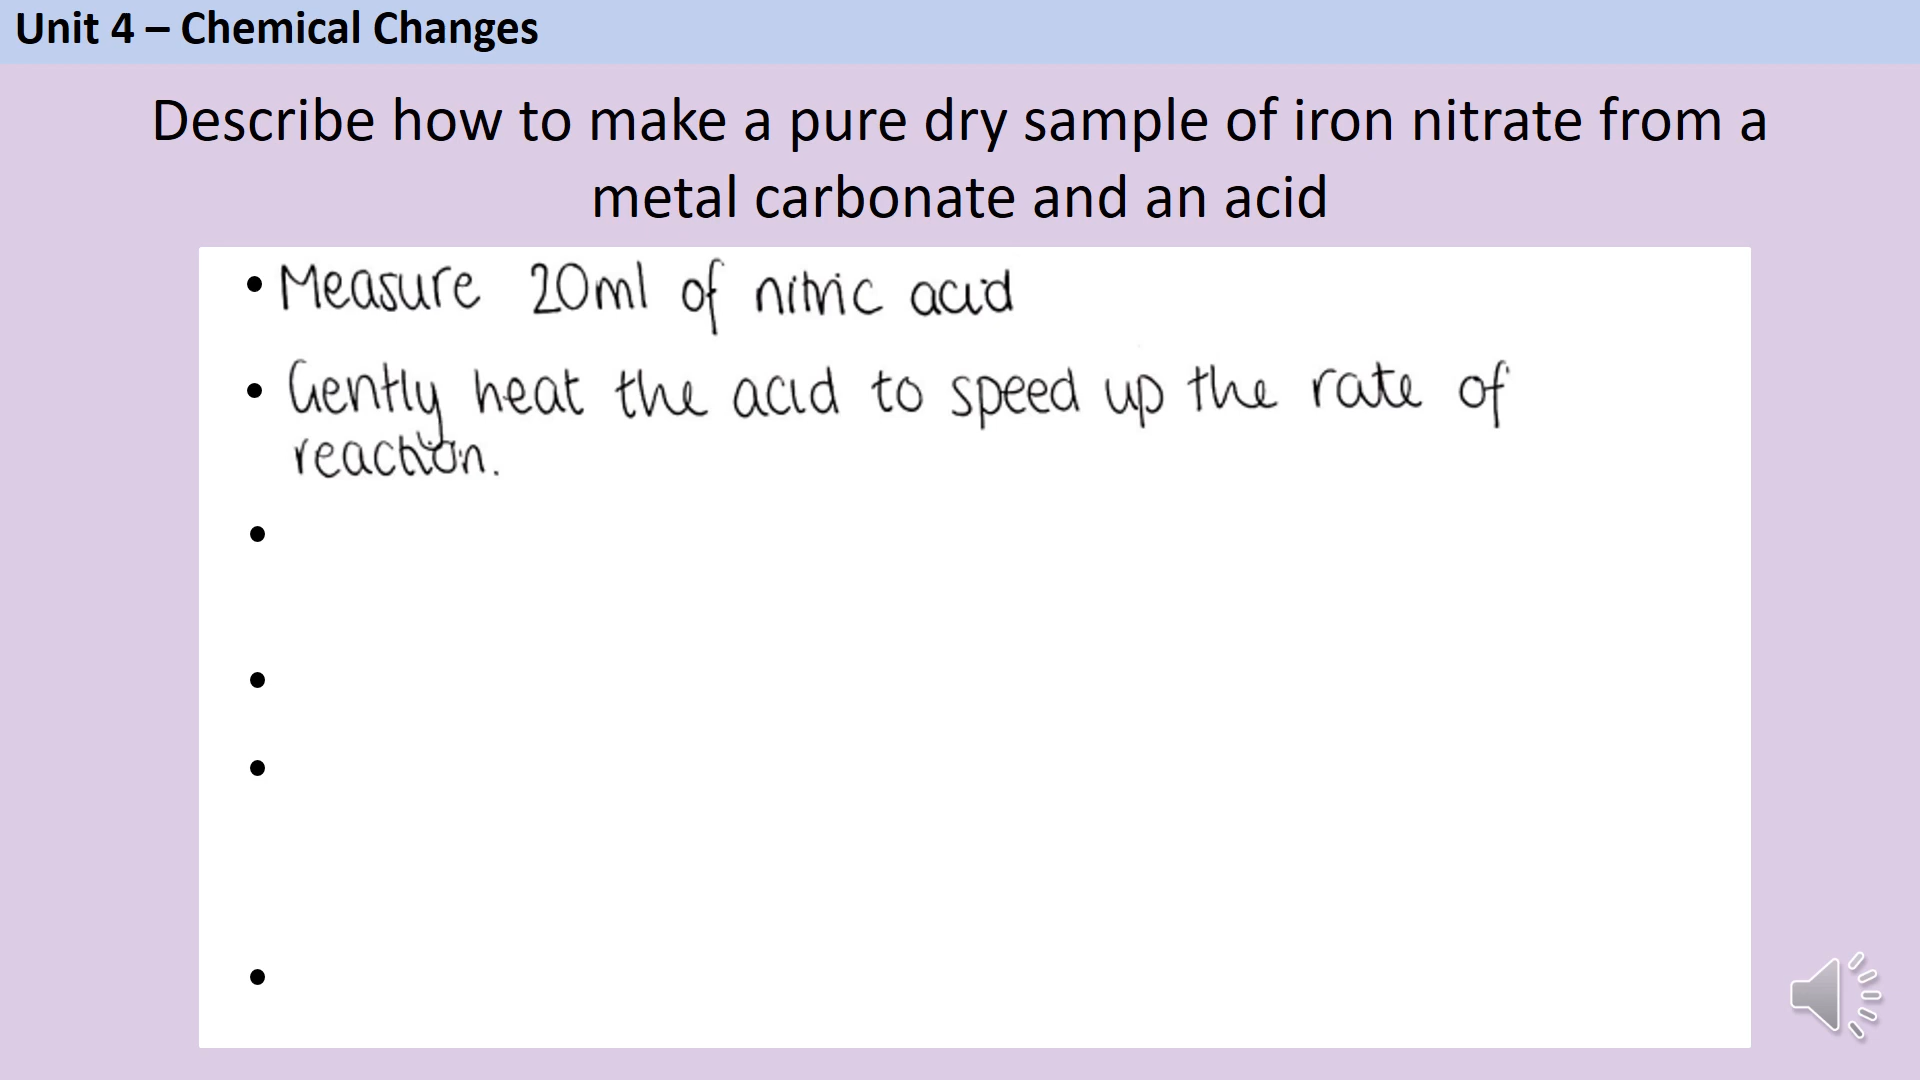 Unit 4 – Chemical Changes
Describe how to make a pure dry sample of iron nitrate from a
metal carbonate and an acid
• Measure 20ml of nitric acid
• Gently heat the acid to speed up the rate of
reaction.
•
•
•
•